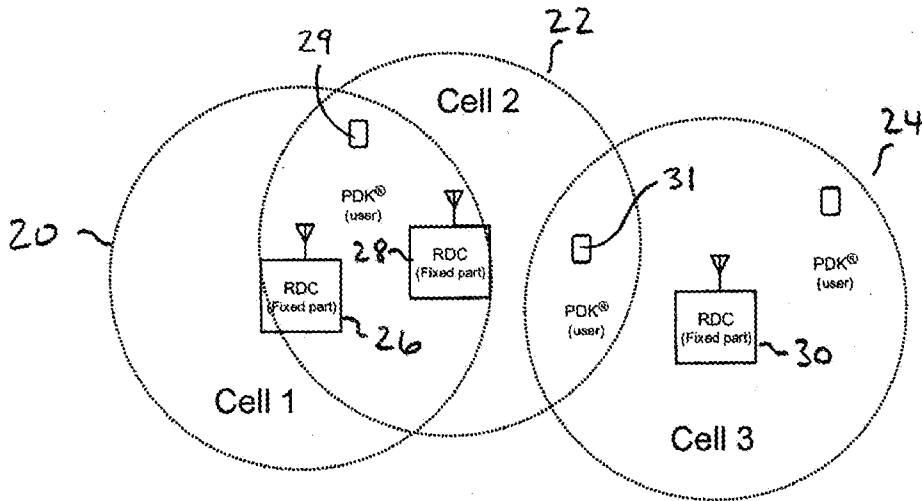 29
22
Cell 2
24
31
PDK®
(user)
20
28
RDC
(Fixed part)
RDC
(Fixed part)
PDK®
(user)
PDK®
(user)
RDC
(Fixed part)
26
30
Cell 1
Cell 3